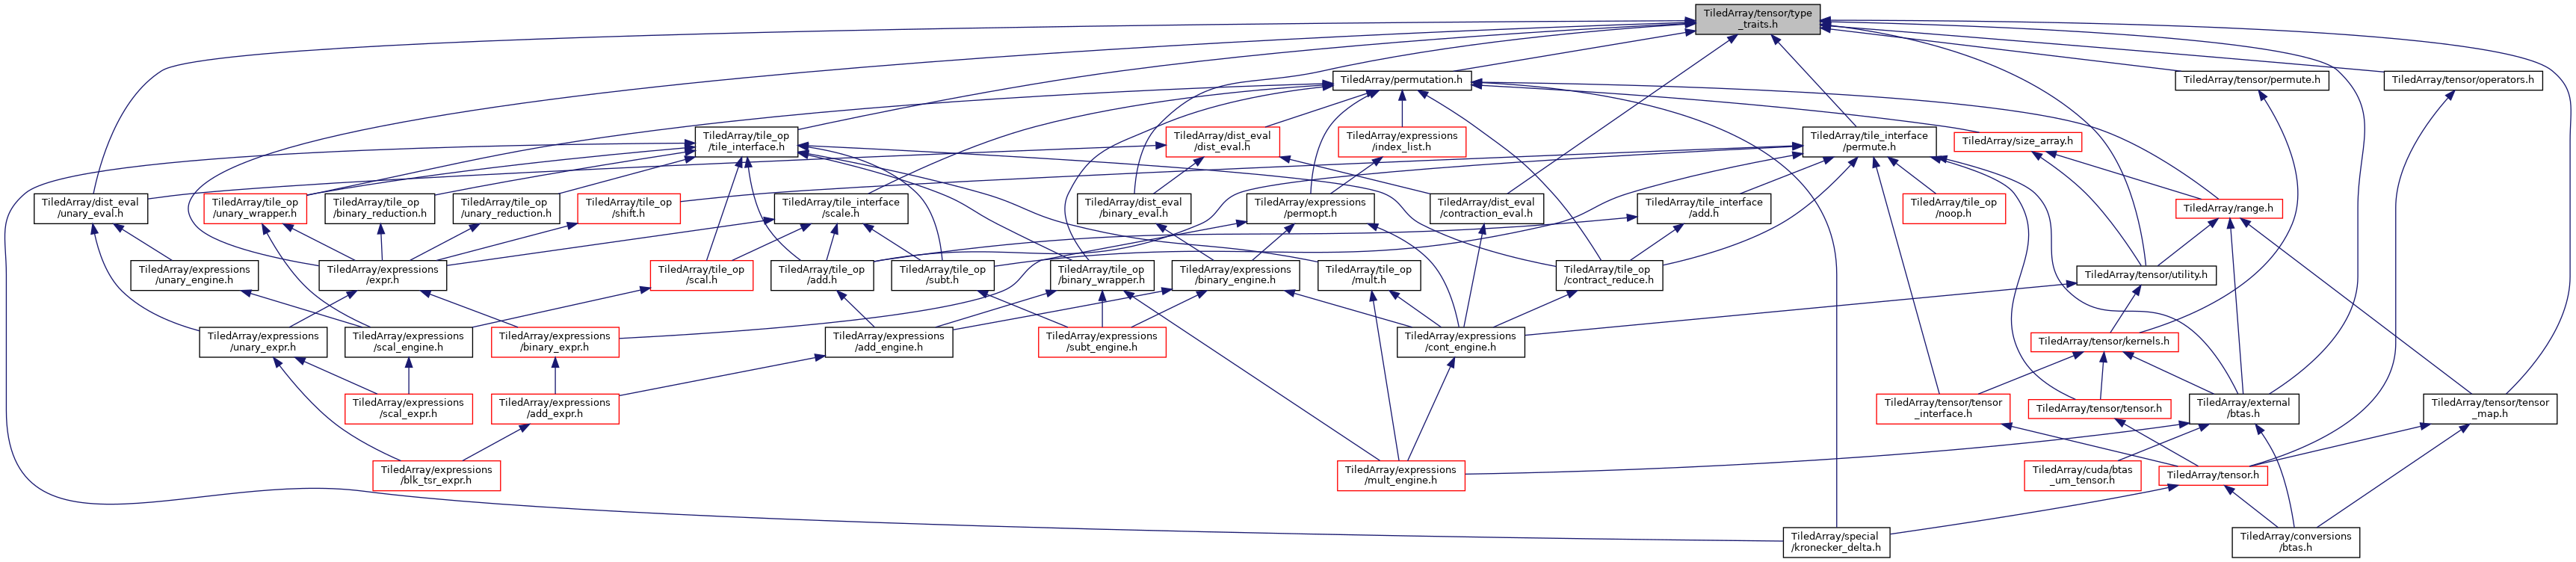 TiledArray/tensor/type
_traits.h
TiledArray/permutation.h
TiledArray/tensor/permute.h
TiledArray/tensor/operators.h
TiledArray/tile_op
/tile_interface.h
TiledArray/dist_eval
/dist_eval.h
TiledArray/expressions
/index_list.h
TiledArray/tile_interface
/permute.h
TiledArray/size_array.h
TiledArray/dist_eval
/unary_eval.h
TiledArray/tile_op
/unary_wrapper.h
TiledArray/tile_op
/binary_reduction.h
TiledArray/tile_op
/unary_reduction.h
TiledArray/tile_op
/shift.h
TiledArray/tile_interface
/scale.h
TiledArray/dist_eval
/binary_eval.h
TiledArray/expressions
/permopt.h
TiledArray/dist_eval
/contraction_eval.h
TiledArray/tile_interface
/add.h
TiledArray/tile_op
/noop.h
TiledArray/range.h
TiledArray/expressions
/unary_engine.h
TiledArray/expressions
/expr.h
TiledArray/tile_op
/scal.h
TiledArray/tile_op
/add.h
TiledArray/tile_op
/subt.h
TiledArray/tile_op
/binary_wrapper.h
TiledArray/expressions
/binary_engine.h
TiledArray/tile_op
/mult.h
TiledArray/tile_op
/contract_reduce.h
TiledArray/tensor/utility.h
TiledArray/expressions
/unary_expr.h
TiledArray/expressions
/scal_engine.h
TiledArray/expressions
/binary_expr.h
TiledArray/expressions
/add_engine.h
TiledArray/expressions
/subt_engine.h
TiledArray/expressions
/cont_engine.h
TiledArray/tensor/kernels.h
TiledArray/expressions
/scal_expr.h
TiledArray/expressions
/add_expr.h
TiledArray/tensor/tensor
_interface.h
TiledArray/tensor/tensor.h
TiledArray/external
/btas.h
TiledArray/tensor/tensor
_map.h
TiledArray/expressions
/blk_tsr_expr.h
TiledArray/expressions
/mult_engine.h
TiledArray/cuda/btas
_um_tensor.h
TiledArray/tensor.h
TiledArray/special
/kronecker_delta.h
TiledArray/conversions
/btas.h